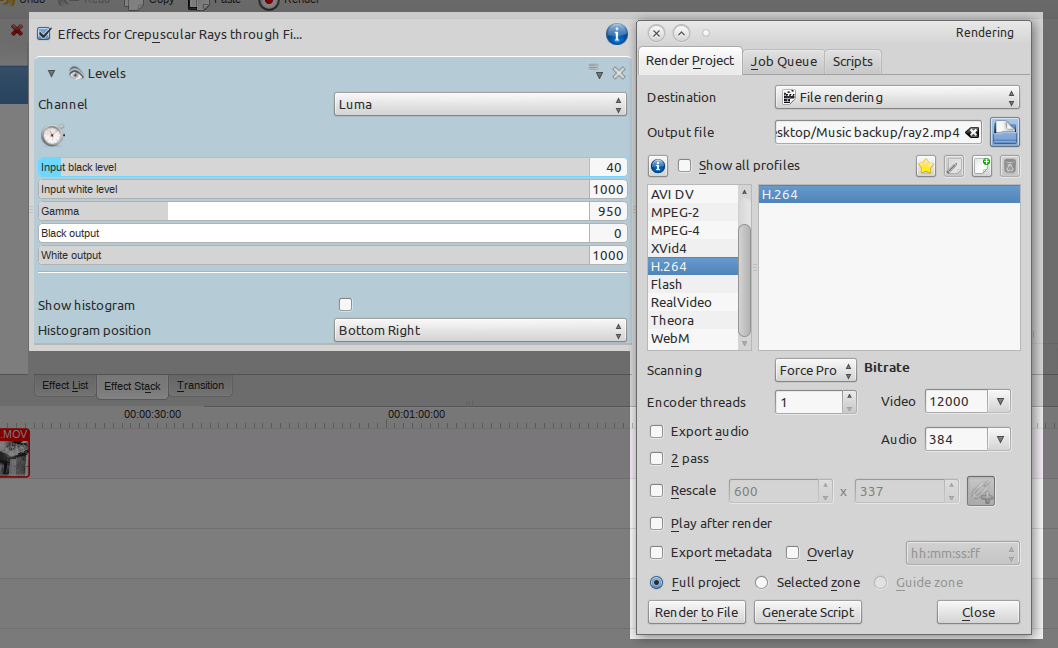 Undo Redo Copy Paste Render
Effects for Crepuscular Rays through Fi...
Levels
Channel
Luma
Input black level 40
Input white level 1000
Gamma 950
Black output 0
White output 1000
Show histogram
Histogram position
Bottom Right
Effect List Effect Stack Transition
00:00:30:00 00:01:00:00
.MOV
Rendering
Render Project Job Queue Scripts
Destination File rendering
Output file sktop/Music backup/ray2.mp4
Show all profiles
AVI DV
MPEG-2
MPEG-4
XVid4
H.264
Flash
RealVideo
Theora
WebM
H.264
Scanning Force Pro Bitrate
Encoder threads 1 Video 12000
Export audio Audio 384
2 pass
Rescale 600 x 337
Play after render
Export metadata Overlay hh:mm:ss:ff
Full project Selected zone Guide zone
Render to File Generate Script Close